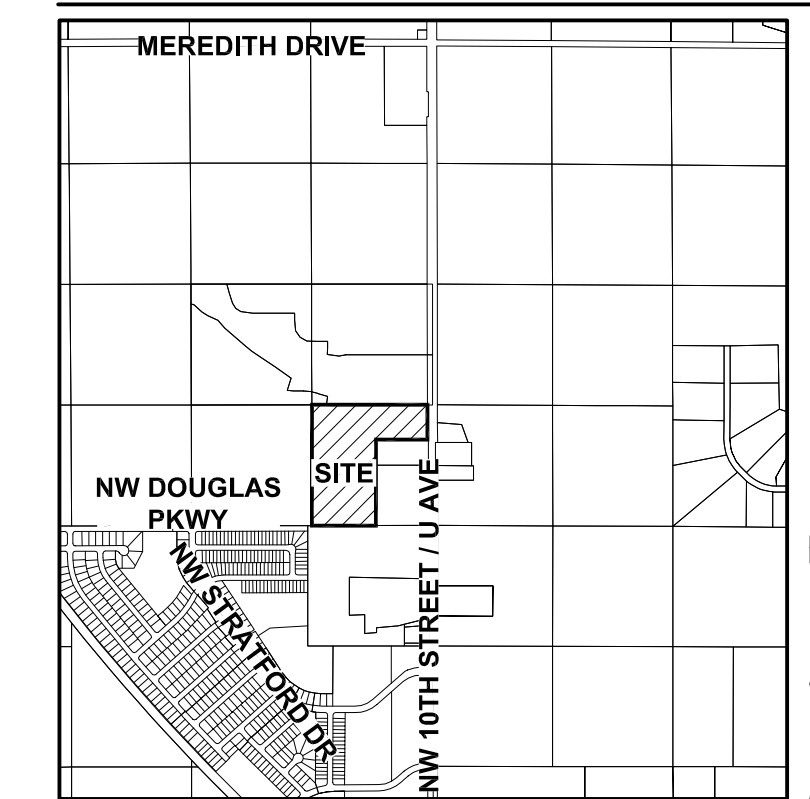 MEREDITH DRIVE
SITE
NW DOUGLAS
PKWY
NW STRATFORD DR
NW 10TH STREET / U AVE